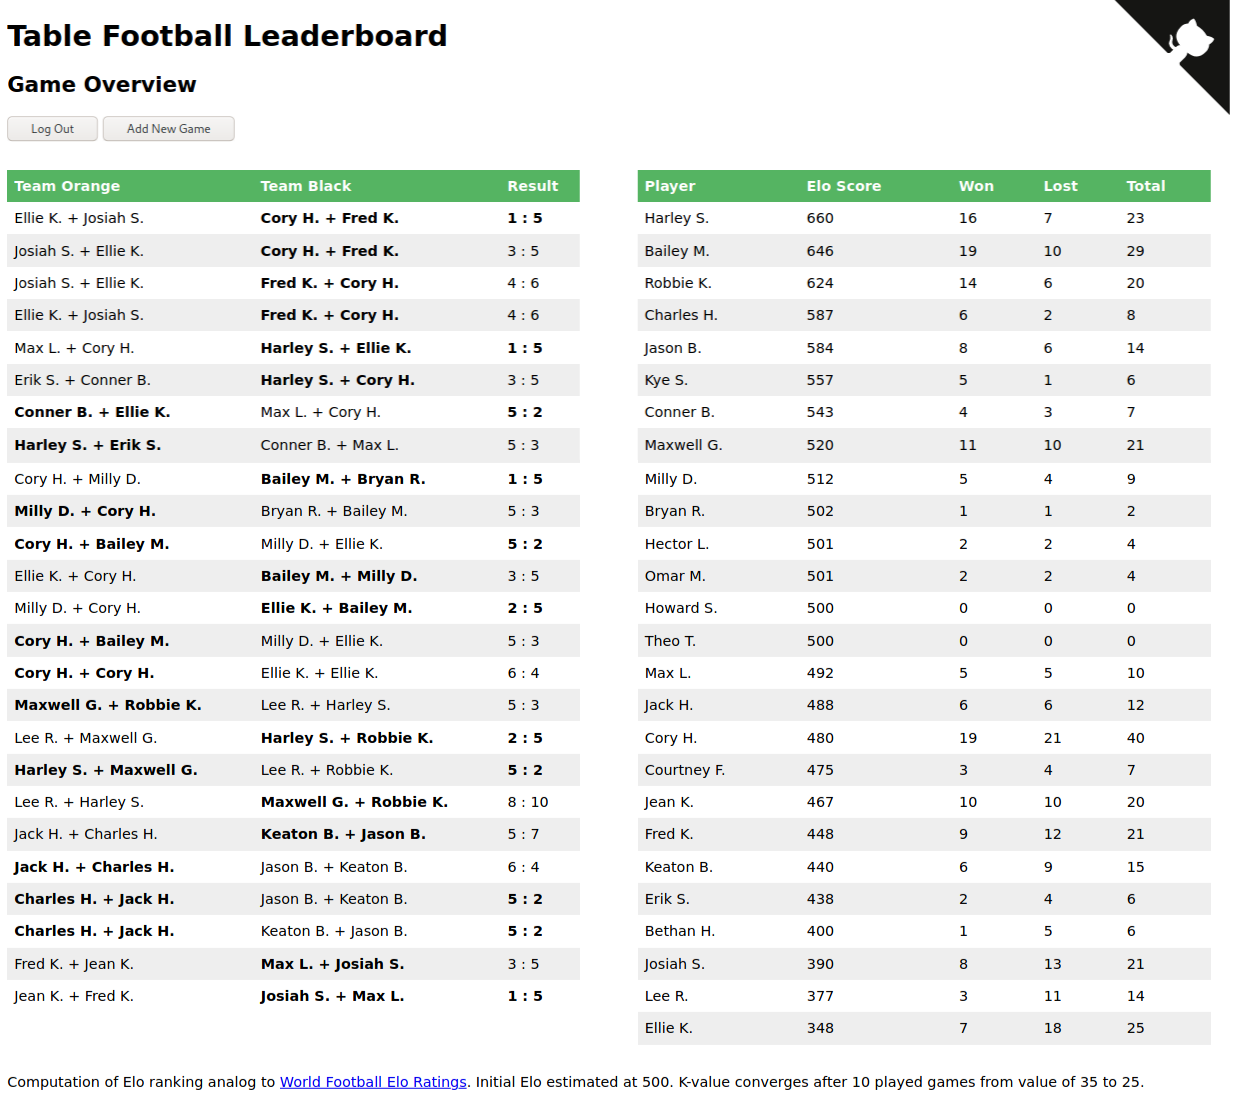 Table Football Leaderboard
Game Overview
Log Out Add New Game
Team Orange Team Black Result
Ellie K. + Josiah S. Cory H. + Fred K. 1 : 5
Josiah S. + Ellie K. Cory H. + Fred K. 3 : 5
Josiah S. + Ellie K. Fred K. + Cory H. 4 : 6
Ellie K. + Josiah S. Fred K. + Cory H. 4 : 6
Max L. + Cory H. Harley S. + Ellie K. 1 : 5
Erik S. + Conner B. Harley S. + Cory H. 3 : 5
Conner B. + Ellie K. Max L. + Cory H. 5 : 2
Harley S. + Erik S. Conner B. + Max L. 5 : 3
Cory H. + Milly D. Bailey M. + Bryan R. 1 : 5
Milly D. + Cory H. Bryan R. + Bailey M. 5 : 3
Cory H. + Bailey M. Milly D. + Ellie K. 5 : 2
Ellie K. + Cory H. Bailey M. + Milly D. 3 : 5
Milly D. + Cory H. Ellie K. + Bailey M. 2 : 5
Cory H. + Bailey M. Milly D. + Ellie K. 5 : 3
Cory H. + Cory H. Ellie K. + Ellie K. 6 : 4
Maxwell G. + Robbie K. Lee R. + Harley S. 5 : 3
Lee R. + Maxwell G. Harley S. + Robbie K. 2 : 5
Harley S. + Maxwell G. Lee R. + Robbie K. 5 : 2
Lee R. + Harley S. Maxwell G. + Robbie K. 8 : 10
Jack H. + Charles H. Keaton B. + Jason B. 5 : 7
Jack H. + Charles H. Jason B. + Keaton B. 6 : 4
Charles H. + Jack H. Jason B. + Keaton B. 5 : 2
Charles H. + Jack H. Keaton B. + Jason B. 5 : 2
Fred K. + Jean K. Max L. + Josiah S. 3 : 5
Jean K. + Fred K. Josiah S. + Max L. 1 : 5
Player Elo Score Won Lost Total
Harley S. 660 16 7 23
Bailey M. 646 19 10 29
Robbie K. 624 14 6 20
Charles H. 587 6 2 8
Jason B. 584 8 6 14
Kye S. 557 5 1 6
Conner B. 543 4 3 7
Maxwell G. 520 11 10 21
Milly D. 512 5 4 9
Bryan R. 502 1 1 2
Hector L. 501 2 2 4
Omar M. 501 2 2 4
Howard S. 500 0 0 0
Theo T. 500 0 0 0
Max L. 492 5 5 10
Jack H. 488 6 6 12
Cory H. 480 19 21 40
Courtney F. 475 3 4 7
Jean K. 467 10 10 20
Fred K. 448 9 12 21
Keaton B. 440 6 9 15
Erik S. 438 2 4 6
Bethan H. 400 1 5 6
Josiah S. 390 8 13 21
Lee R. 377 3 11 14
Ellie K. 348 7 18 25
Computation of Elo ranking analog to World Football Elo Ratings. Initial Elo estimated at 500. K-value converges after 10 played games from value of 35 to 25.